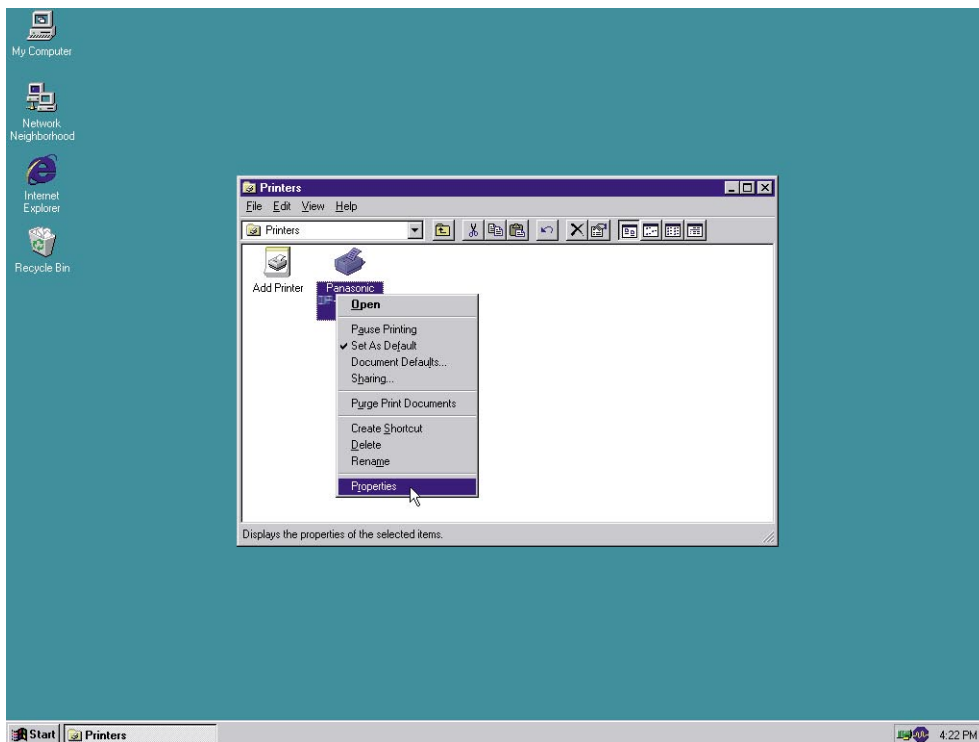 My Computer
Network
Neighborhood
Internet
Explorer
Recycle Bin
Printers
File Edit View Help
Printers
Add Printer
Panasonic
Open
Pause Printing
Set As Default
Document Defaults...
Sharing...
Purge Print Documents
Create Shortcut
Delete
Rename
Properties
Displays the properties of the selected items.
Start
Printers
4:22 PM